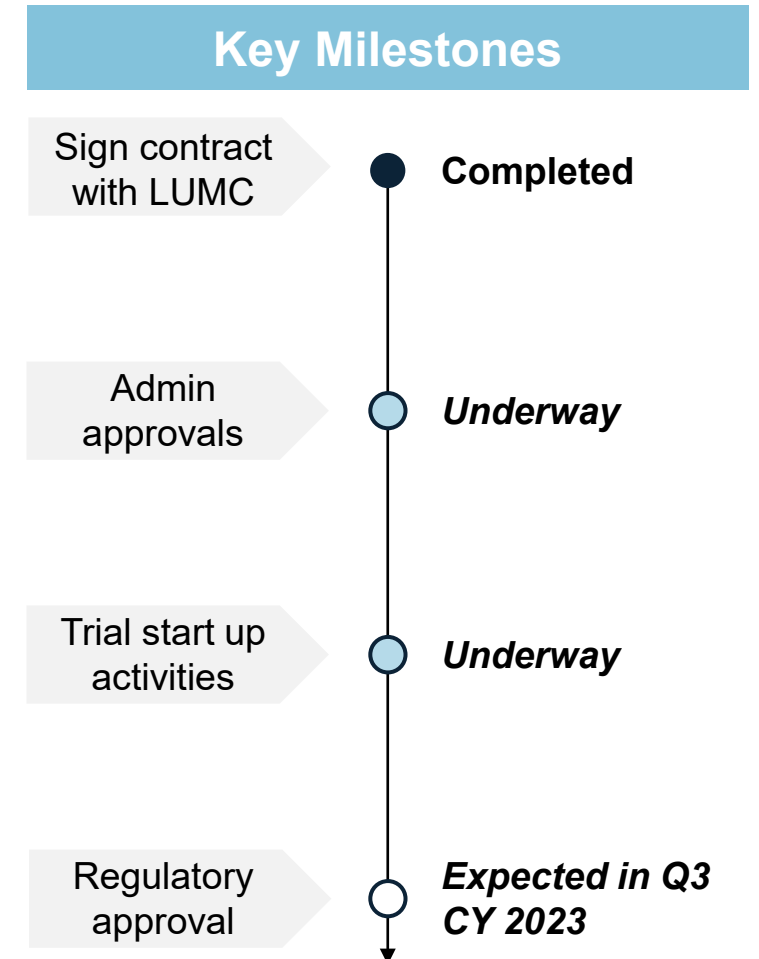 Key Milestones
Sign contract
with LUMC
Completed
Admin
approvals
Underway
Trial start up
activities
Underway
Regulatory
approval
Expected in Q3
CY 2023